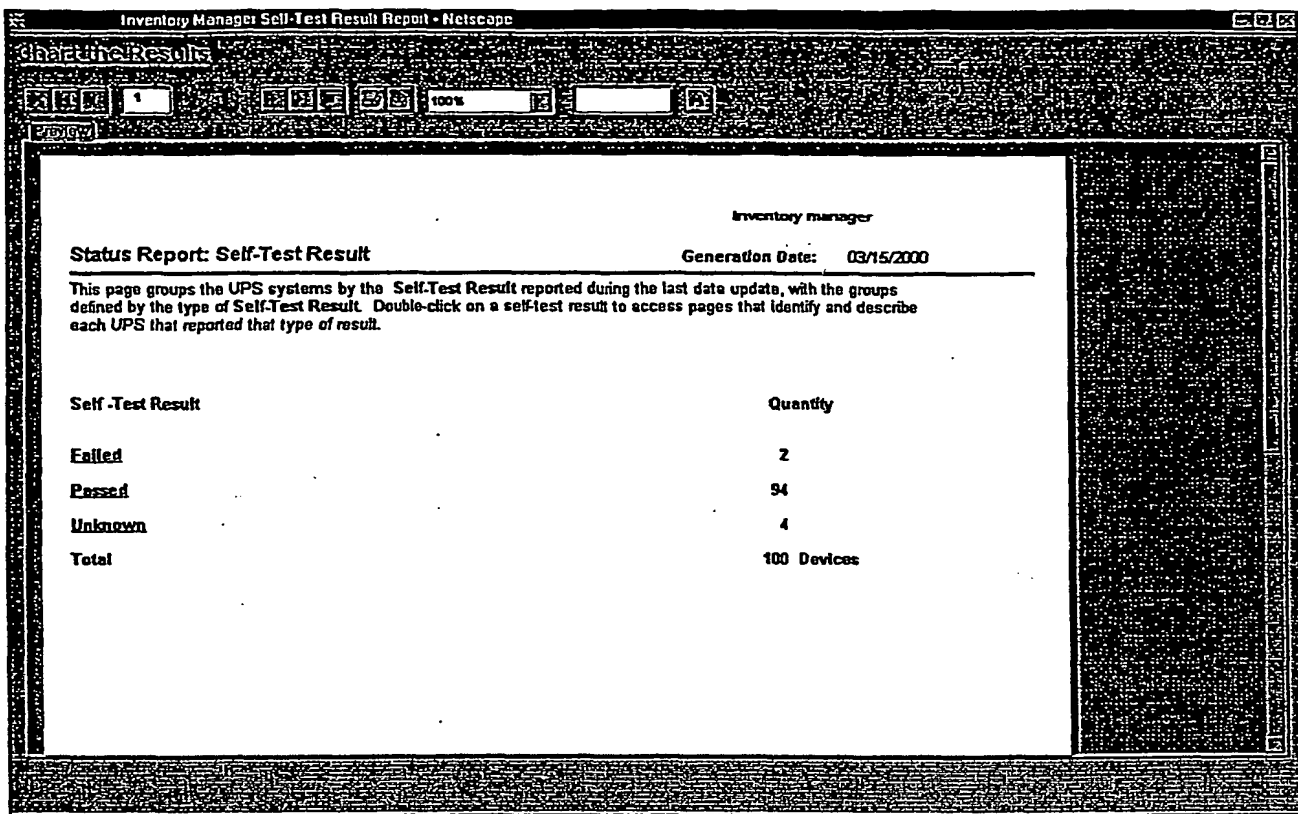 Inventory Manager Self-Test Result Report - Netscape
1
100%
Preview
Inventory manager
Status Report: Self-Test Result
Generation Date: 03/15/2000
This page groups the UPS systems by the Self-Test Result reported during the last date update, with the groups
defined by the type of Self-Test Result. Double-click on a self-test result to access pages that identify and describe
each UPS that reported that type of result.
Self -Test Result Quantity
Failed 2
Passed 94
Unknown 4
Total 100 Devices